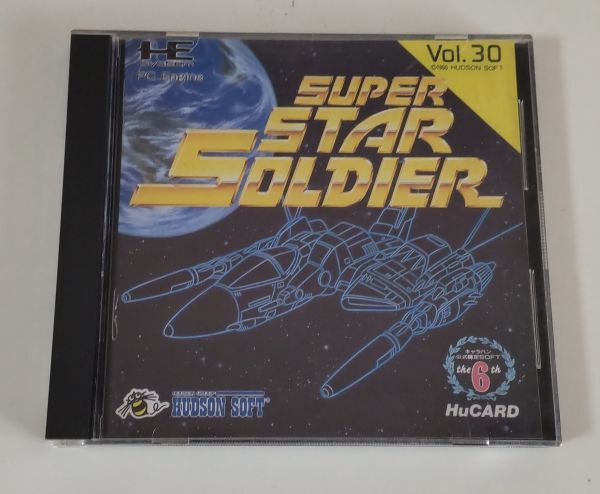 HE
SYSTEM
PC Engine
Vol. 30
©1990 HUDSON SOFT
SUPER
STAR
SOLDIER
キャラバン
公式認定SOFT
the 6th
HUDSON SOFT
HuCARD